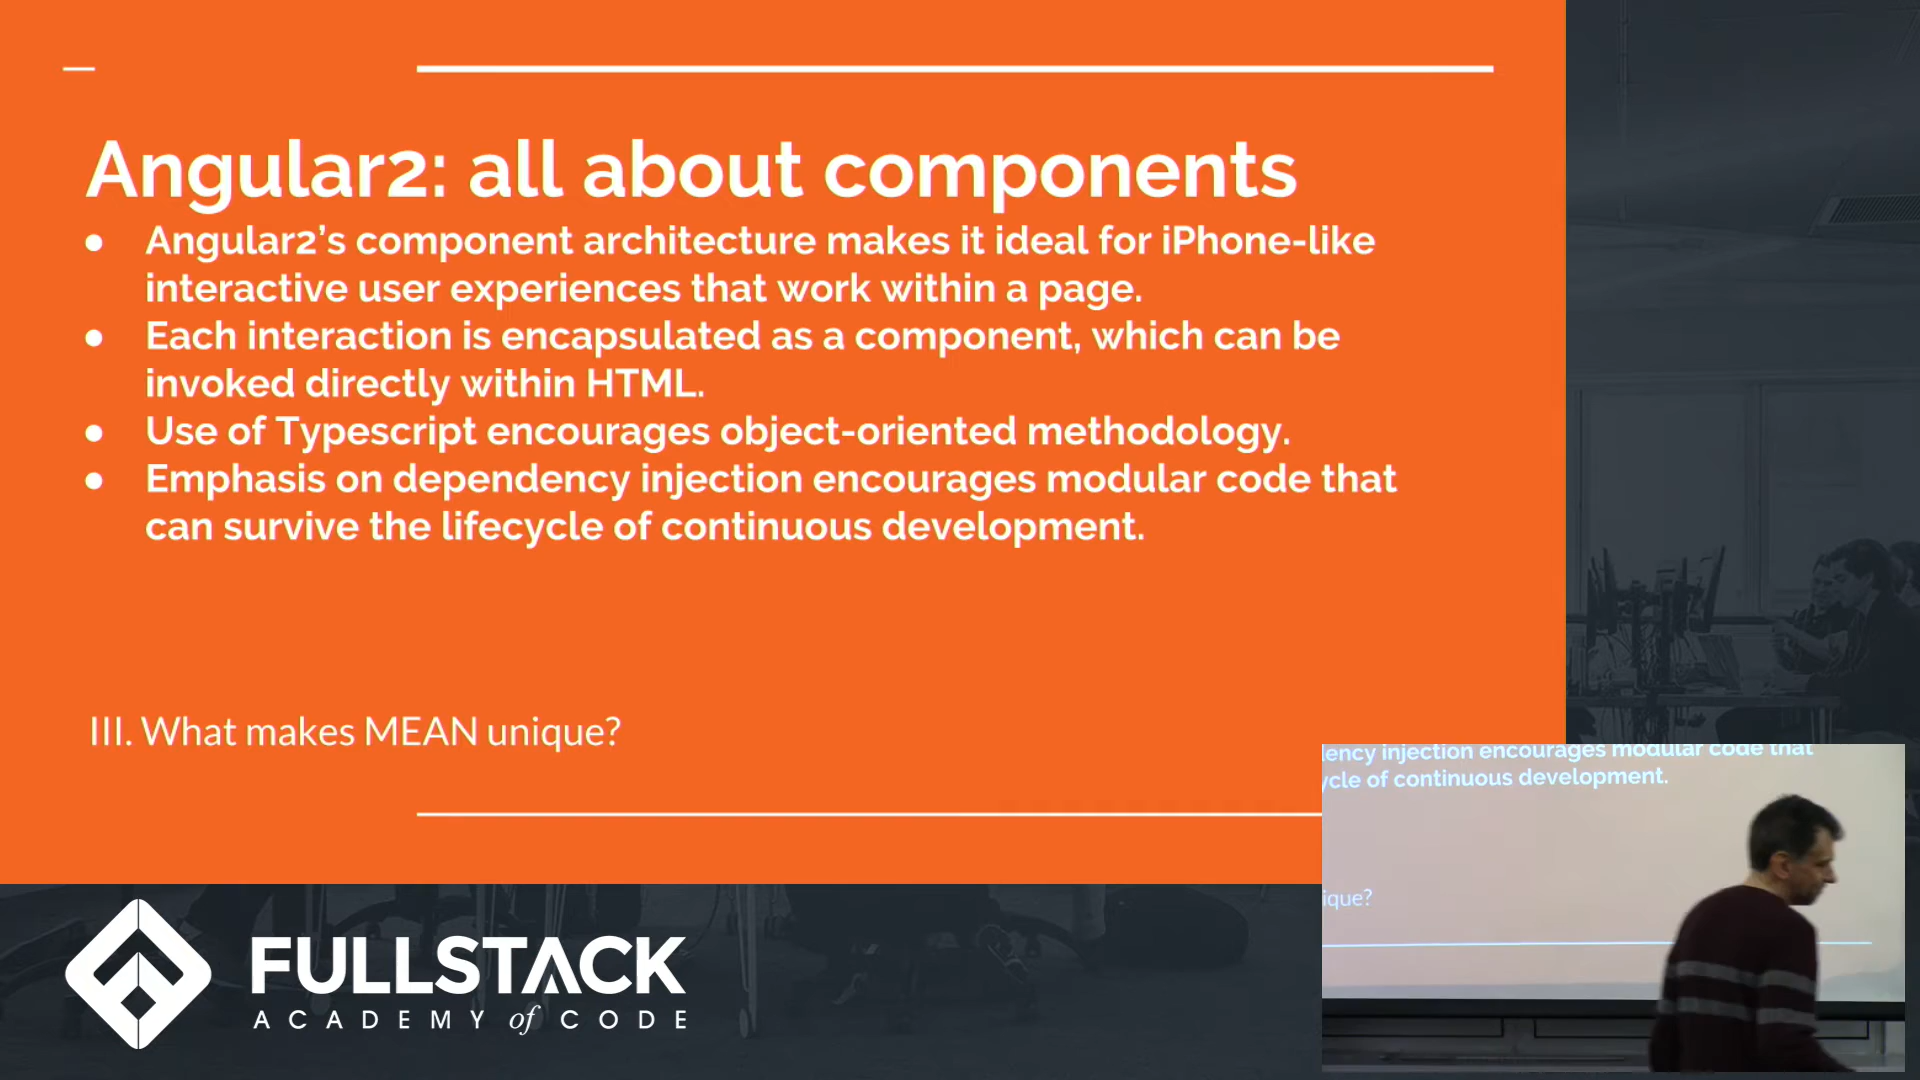 Angular2: all about components
● Angular2’s component architecture makes it ideal for iPhone-like
interactive user experiences that work within a page.
● Each interaction is encapsulated as a component, which can be
invoked directly within HTML.
● Use of Typescript encourages object-oriented methodology.
● Emphasis on dependency injection encourages modular code that
can survive the lifecycle of continuous development.
III. What makes MEAN unique?
ency injection encourages modular code that
ycle of continuous development.
ique?
FULLSTACK
ACADEMY of CODE